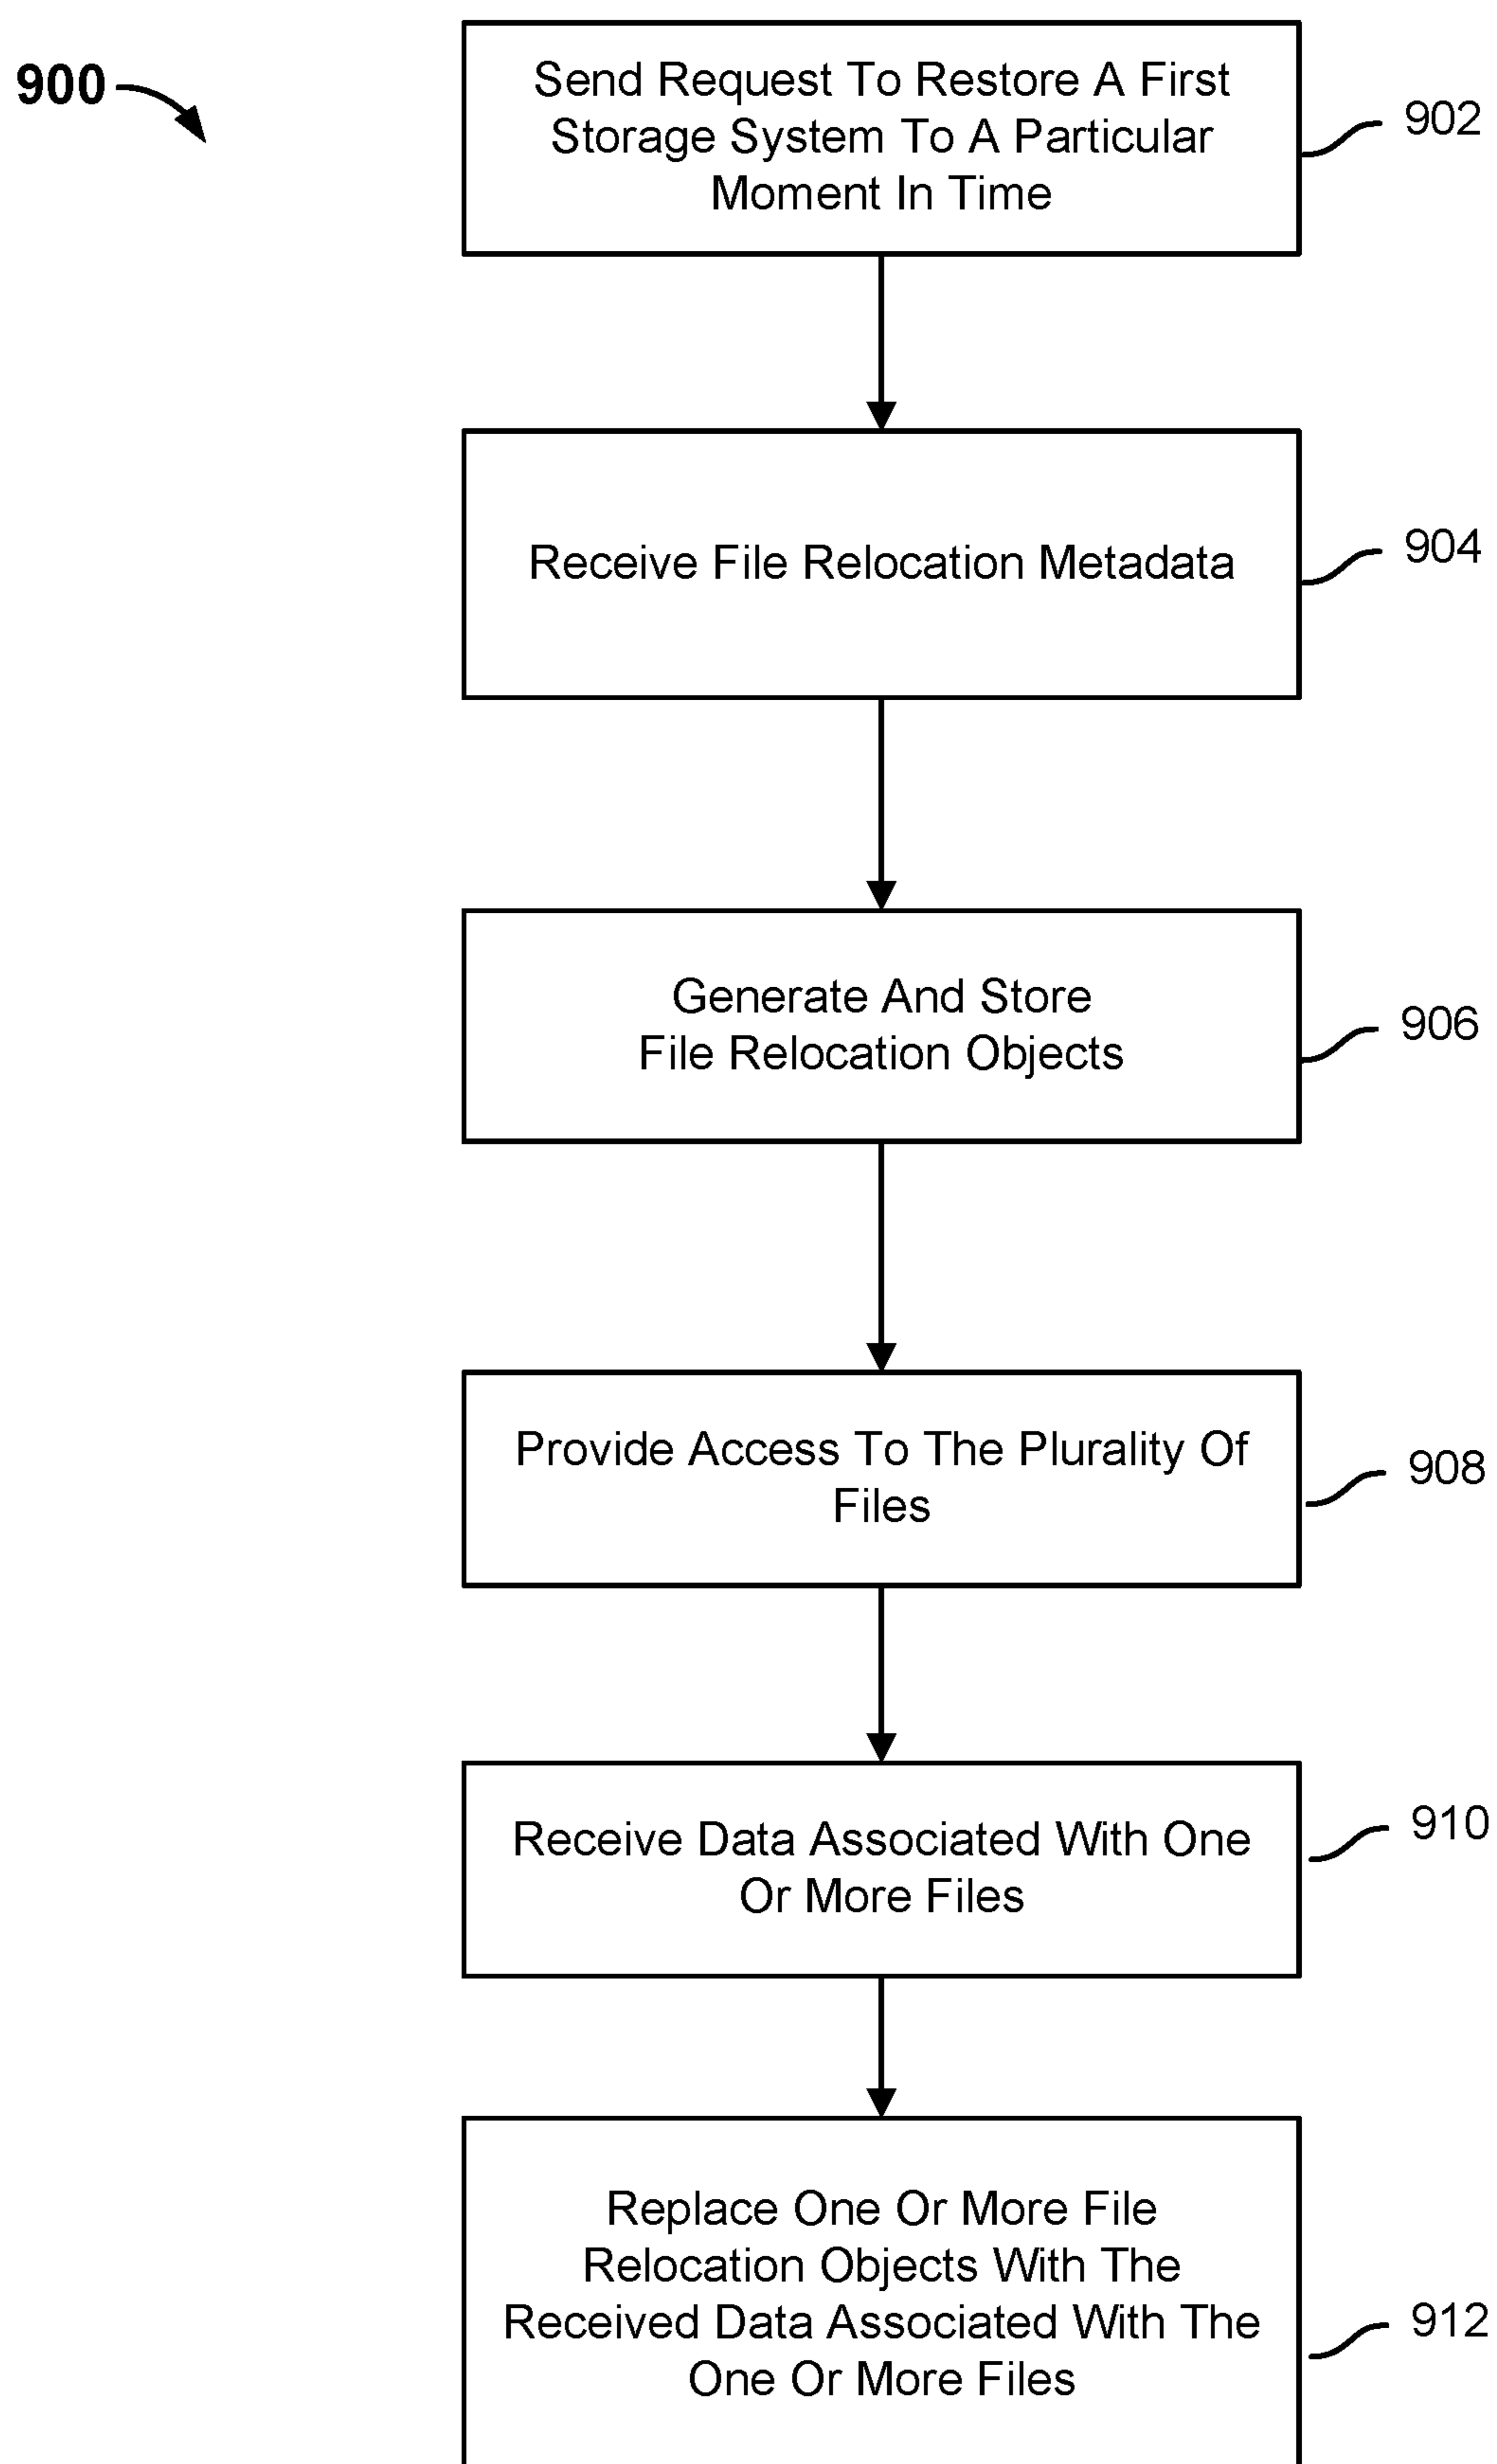 900
Send Request To Restore A First
Storage System To A Particular
Moment In Time
902
Receive File Relocation Metadata
904
Generate And Store
File Relocation Objects
906
Provide Access To The Plurality Of
Files
908
Receive Data Associated With One
Or More Files
910
Replace One Or More File
Relocation Objects With The
Received Data Associated With The
One Or More Files
912